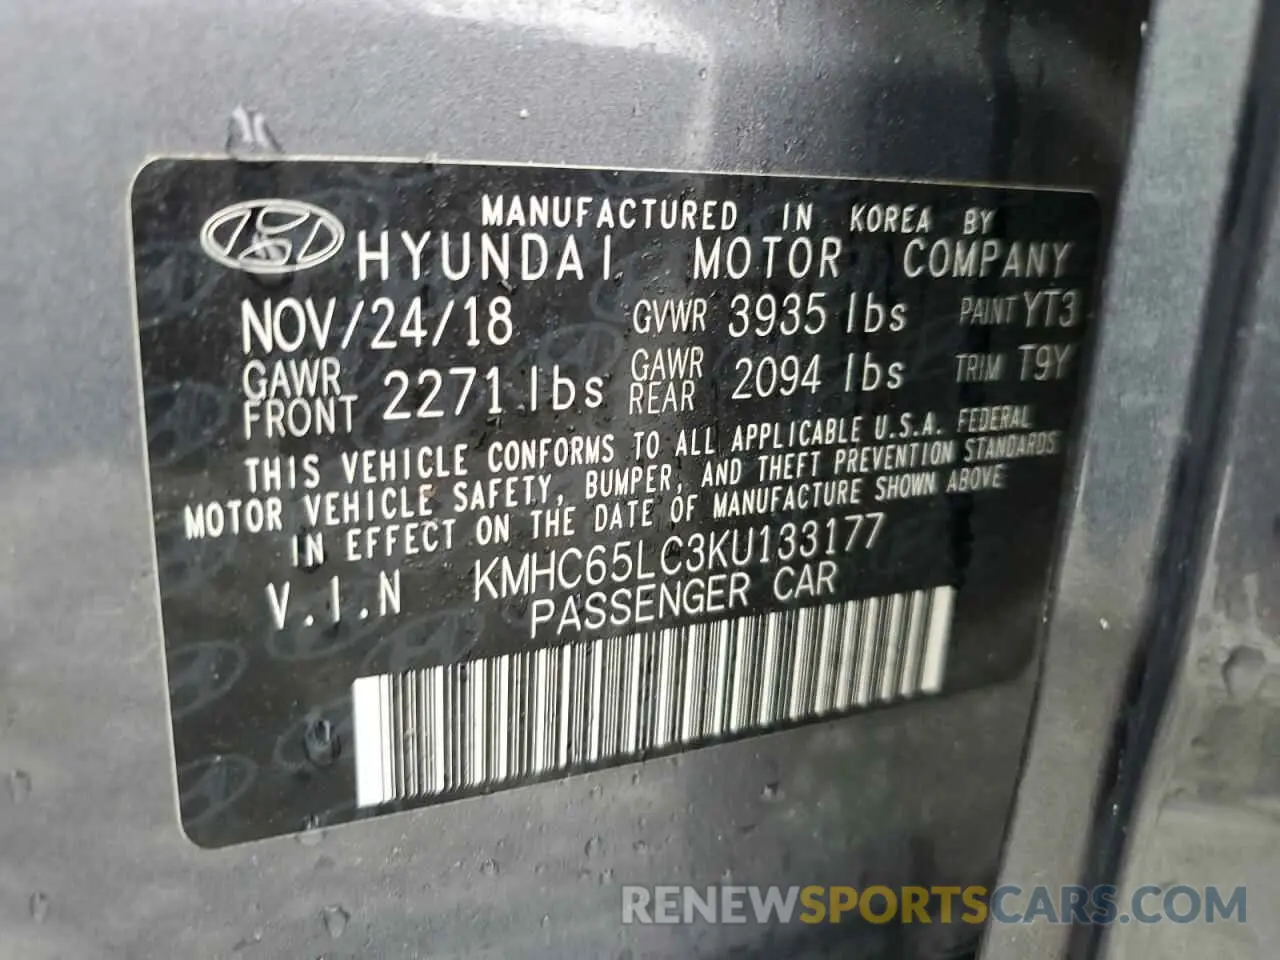 MANUFACTURED IN KOREA BY
HYUNDAI MOTOR COMPANY
NOV/24/18 GVWR 3935 lbs PAINT YT3
GAWR FRONT 2271 lbs GAWR REAR 2094 lbs TRIM T9Y
THIS VEHICLE CONFORMS TO ALL APPLICABLE U.S.A. FEDERAL
MOTOR VEHICLE SAFETY, BUMPER, AND THEFT PREVENTION STANDARDS
IN EFFECT ON THE DATE OF MANUFACTURE SHOWN ABOVE
V.I.N KMHC65LC3KU133177
PASSENGER CAR
RENEWSPORTSCARS.COM